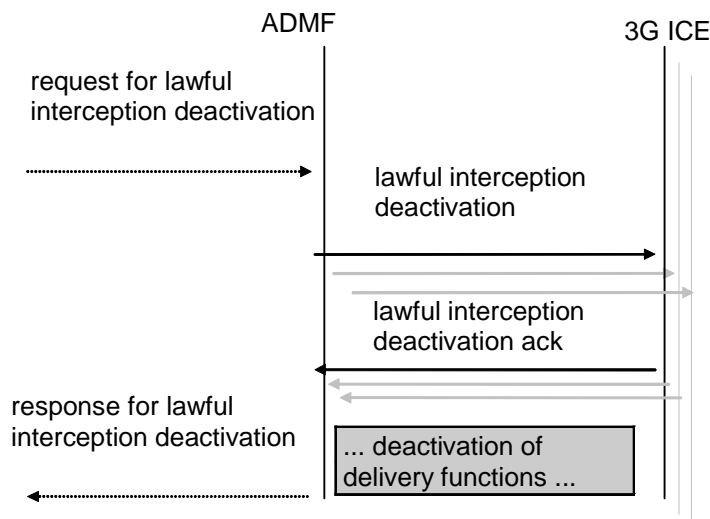 ADMF
3G ICE
request for lawful
interception deactivation
lawful interception
deactivation
lawful interception
deactivation ack
response for lawful
interception deactivation
... deactivation of
delivery functions ...